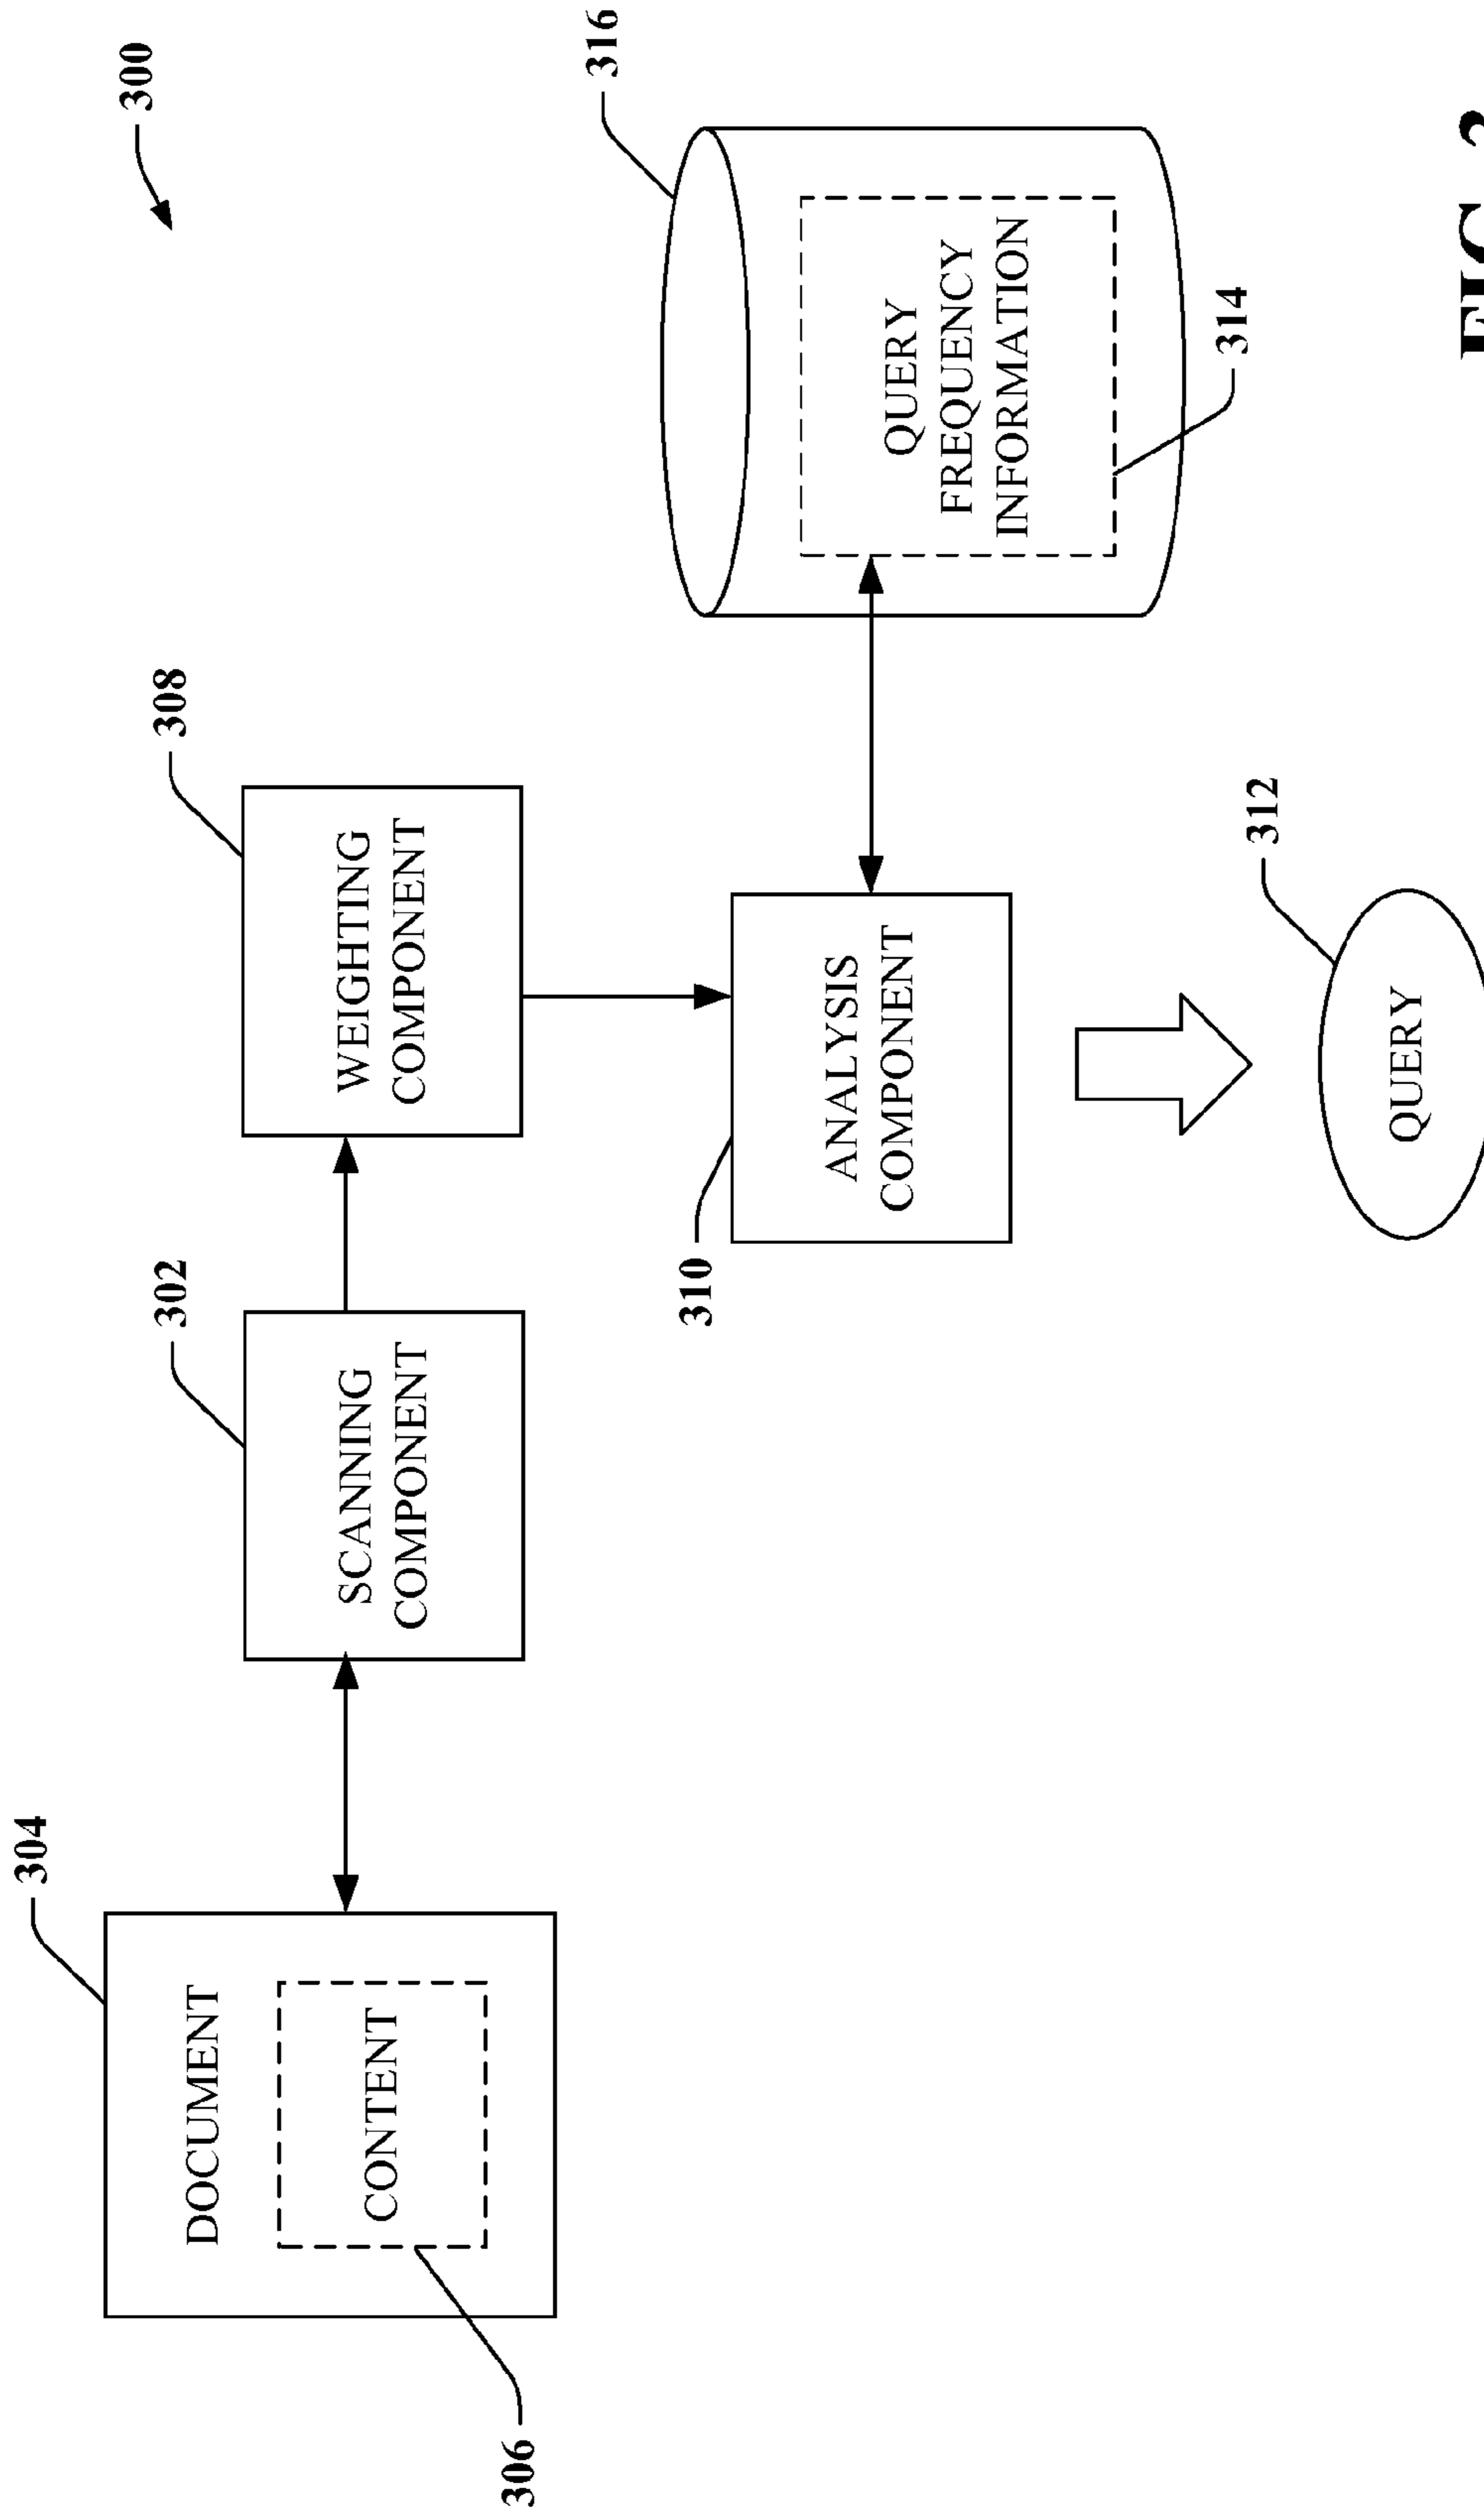 300
304
DOCUMENT
CONTENT
306
302
SCANNING
COMPONENT
308
WEIGHTING
COMPONENT
310
ANALYSIS
COMPONENT
316
QUERY
FREQUENCY
INFORMATION
314
312
QUERY